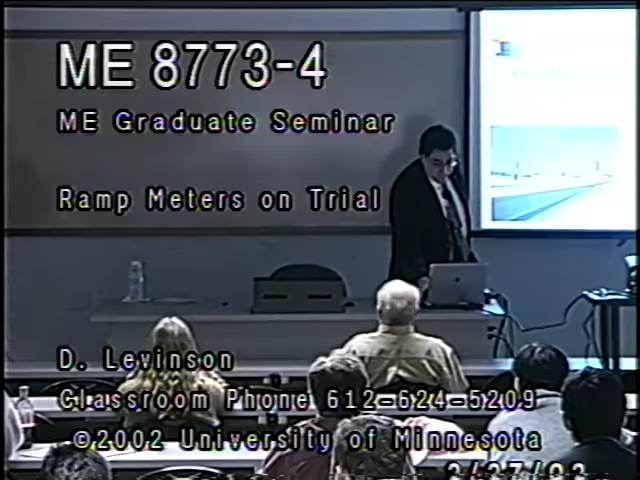 ME 8773-4
ME Graduate Seminar
Ramp Meters on Trial
D. Levinson
Classroom Phone 612-624-5209
©2002 University of Minnesota